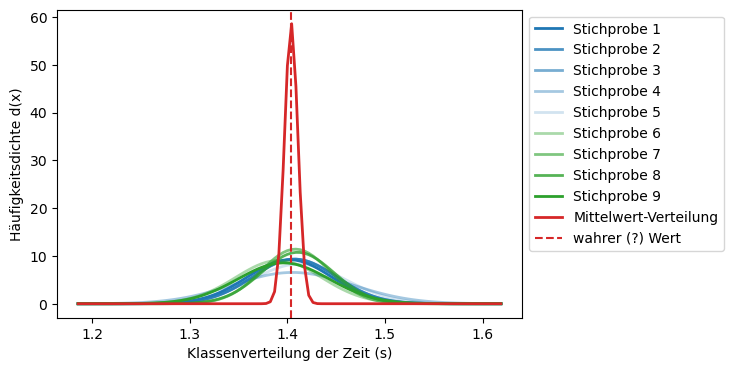 60
50
40
30
20
10
0
Häufigkeitsdichte d(x)
1.2
1.3
1.4
1.5
1.6
Klassenverteilung der Zeit (s)
Stichprobe 1
Stichprobe 2
Stichprobe 3
Stichprobe 4
Stichprobe 5
Stichprobe 6
Stichprobe 7
Stichprobe 8
Stichprobe 9
Mittelwert-Verteilung
wahrer (?) Wert